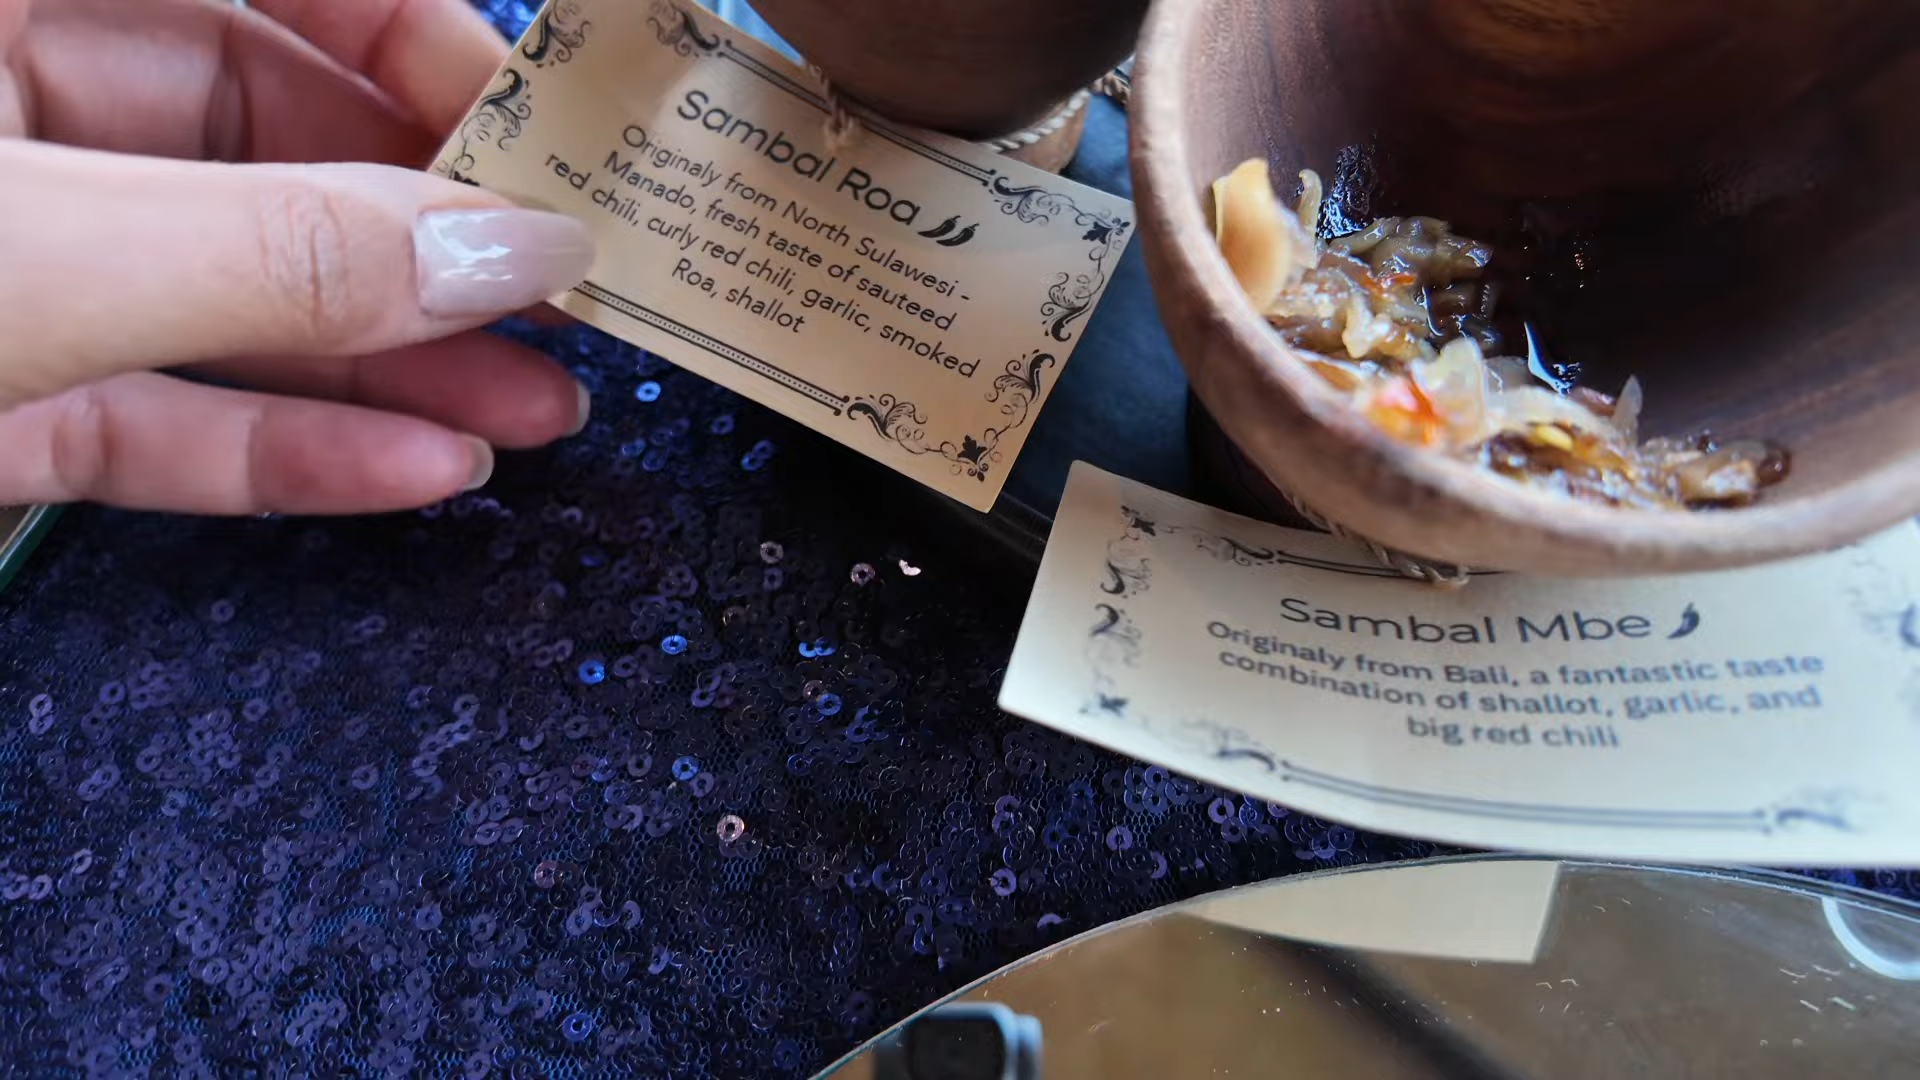 Sambal Roa
Originaly from North Sulawesi -
Manado, fresh taste of sauteed
red chili, curly red chili, garlic, smoked
Roa, shallot
Sambal Mbe
Originaly from Bali, a fantastic taste
combination of shallot, garlic, and
big red chili